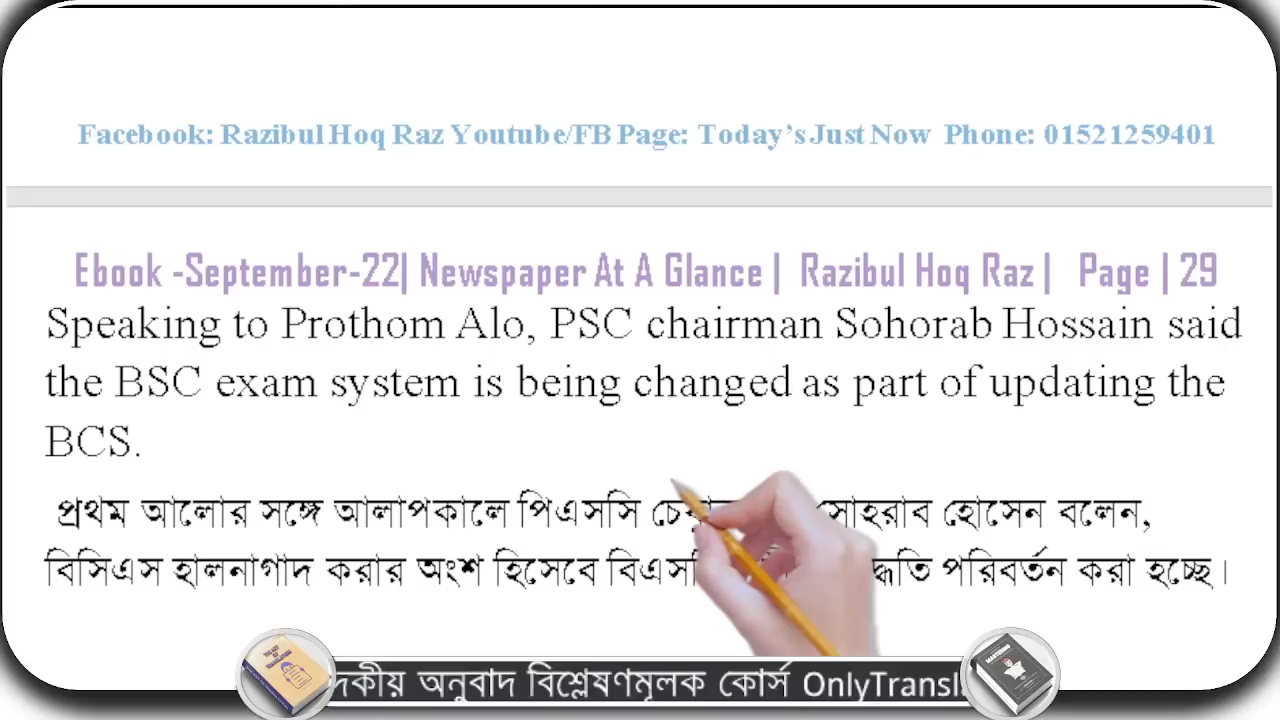 Facebook: Razibul Hoq Raz Youtube/FB Page: Today's Just Now Phone: 01521259401
Ebook -September-22| Newspaper At A Glance | Razibul Hoq Raz | Page | 29
Speaking to Prothom Alo, PSC chairman Sohorab Hossain said
the BSC exam system is being changed as part of updating the
BCS.
প্রথম আলোর সঙ্গে আলাপকালে পিএসসি সোহরাব হোসেন বলেন,
বিসিএস হালনাগাদ করার অংশ হিসেবে পরিবর্তন করা হচ্ছে।
অনুবাদ বিশ্লেষণমূলক কোর্স